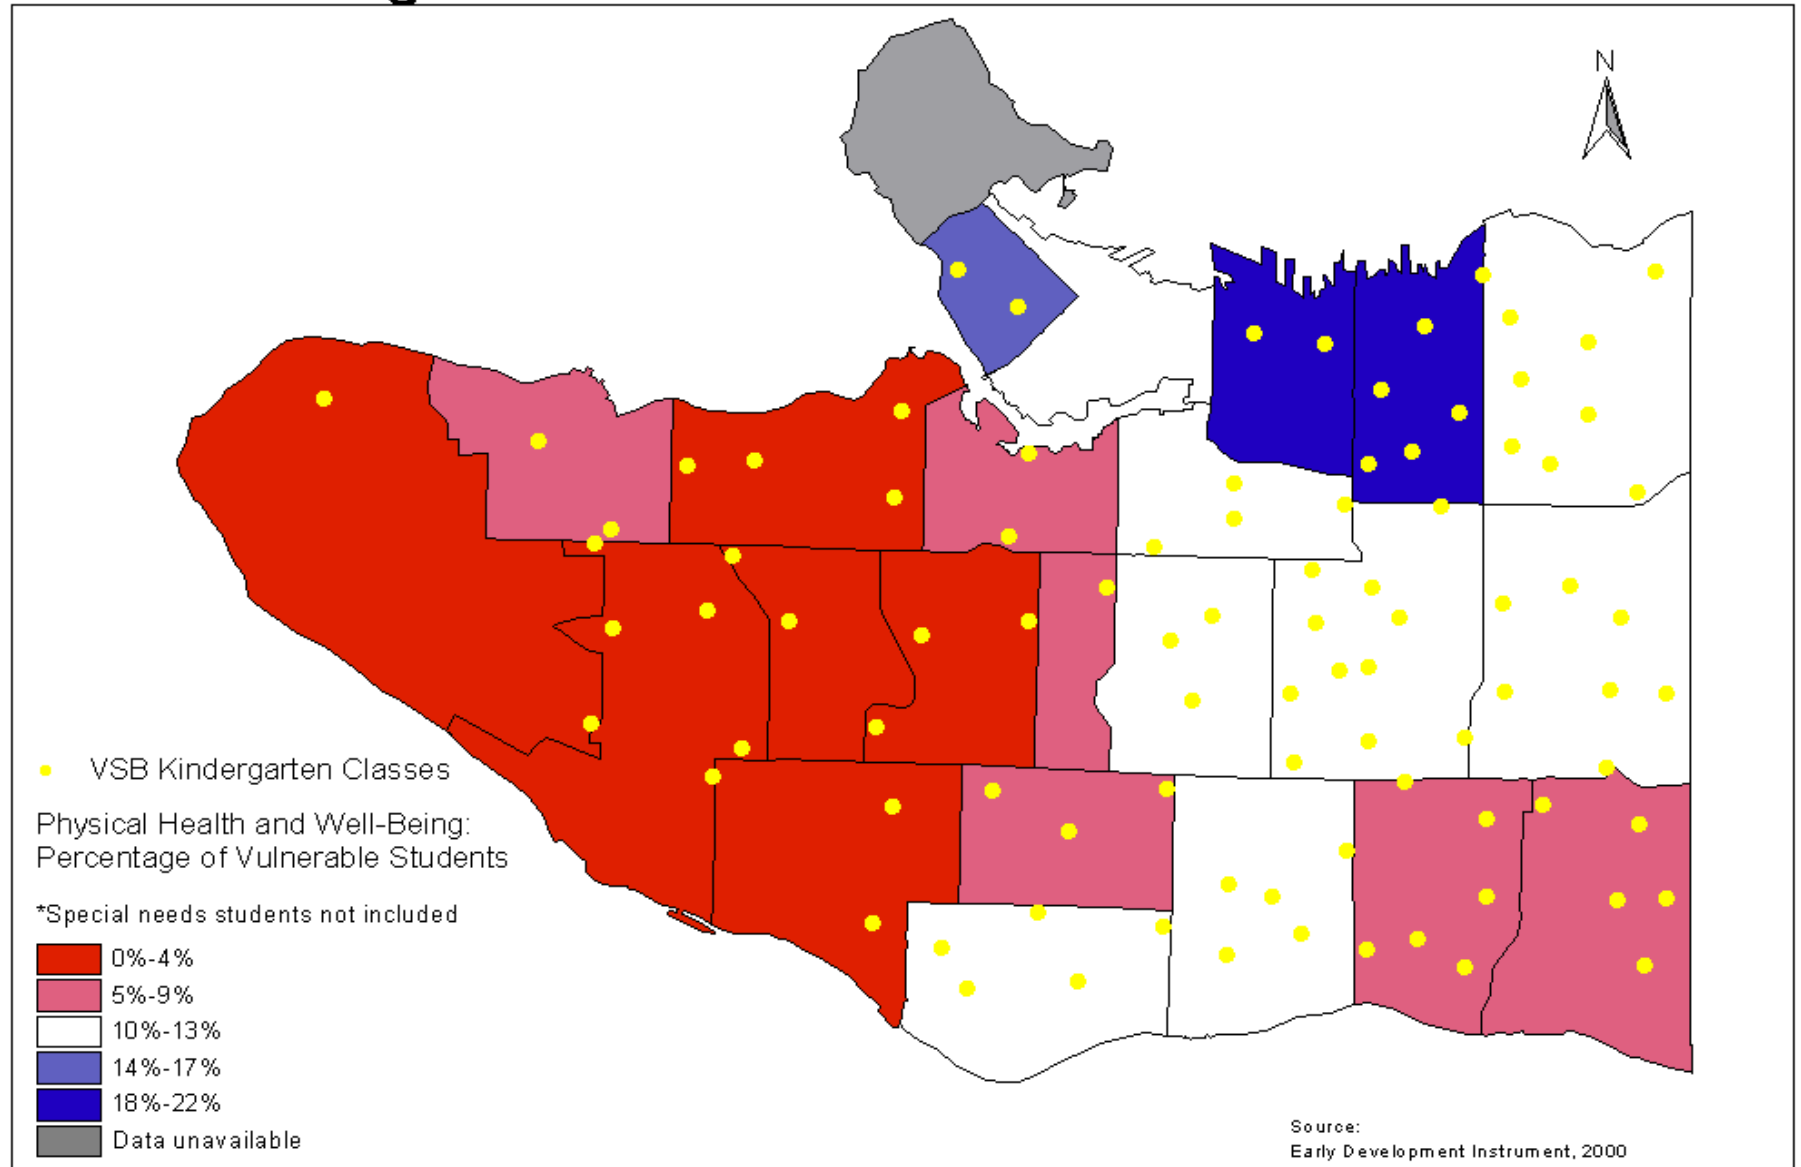 N
VSB Kindergarten Classes
Physical Health and Well-Being:
Percentage of Vulnerable Students
*Special needs students not included
0%-4%
5%-9%
10%-13%
14%-17%
18%-22%
Data unavailable
Source:
Early Development Instrument, 2000